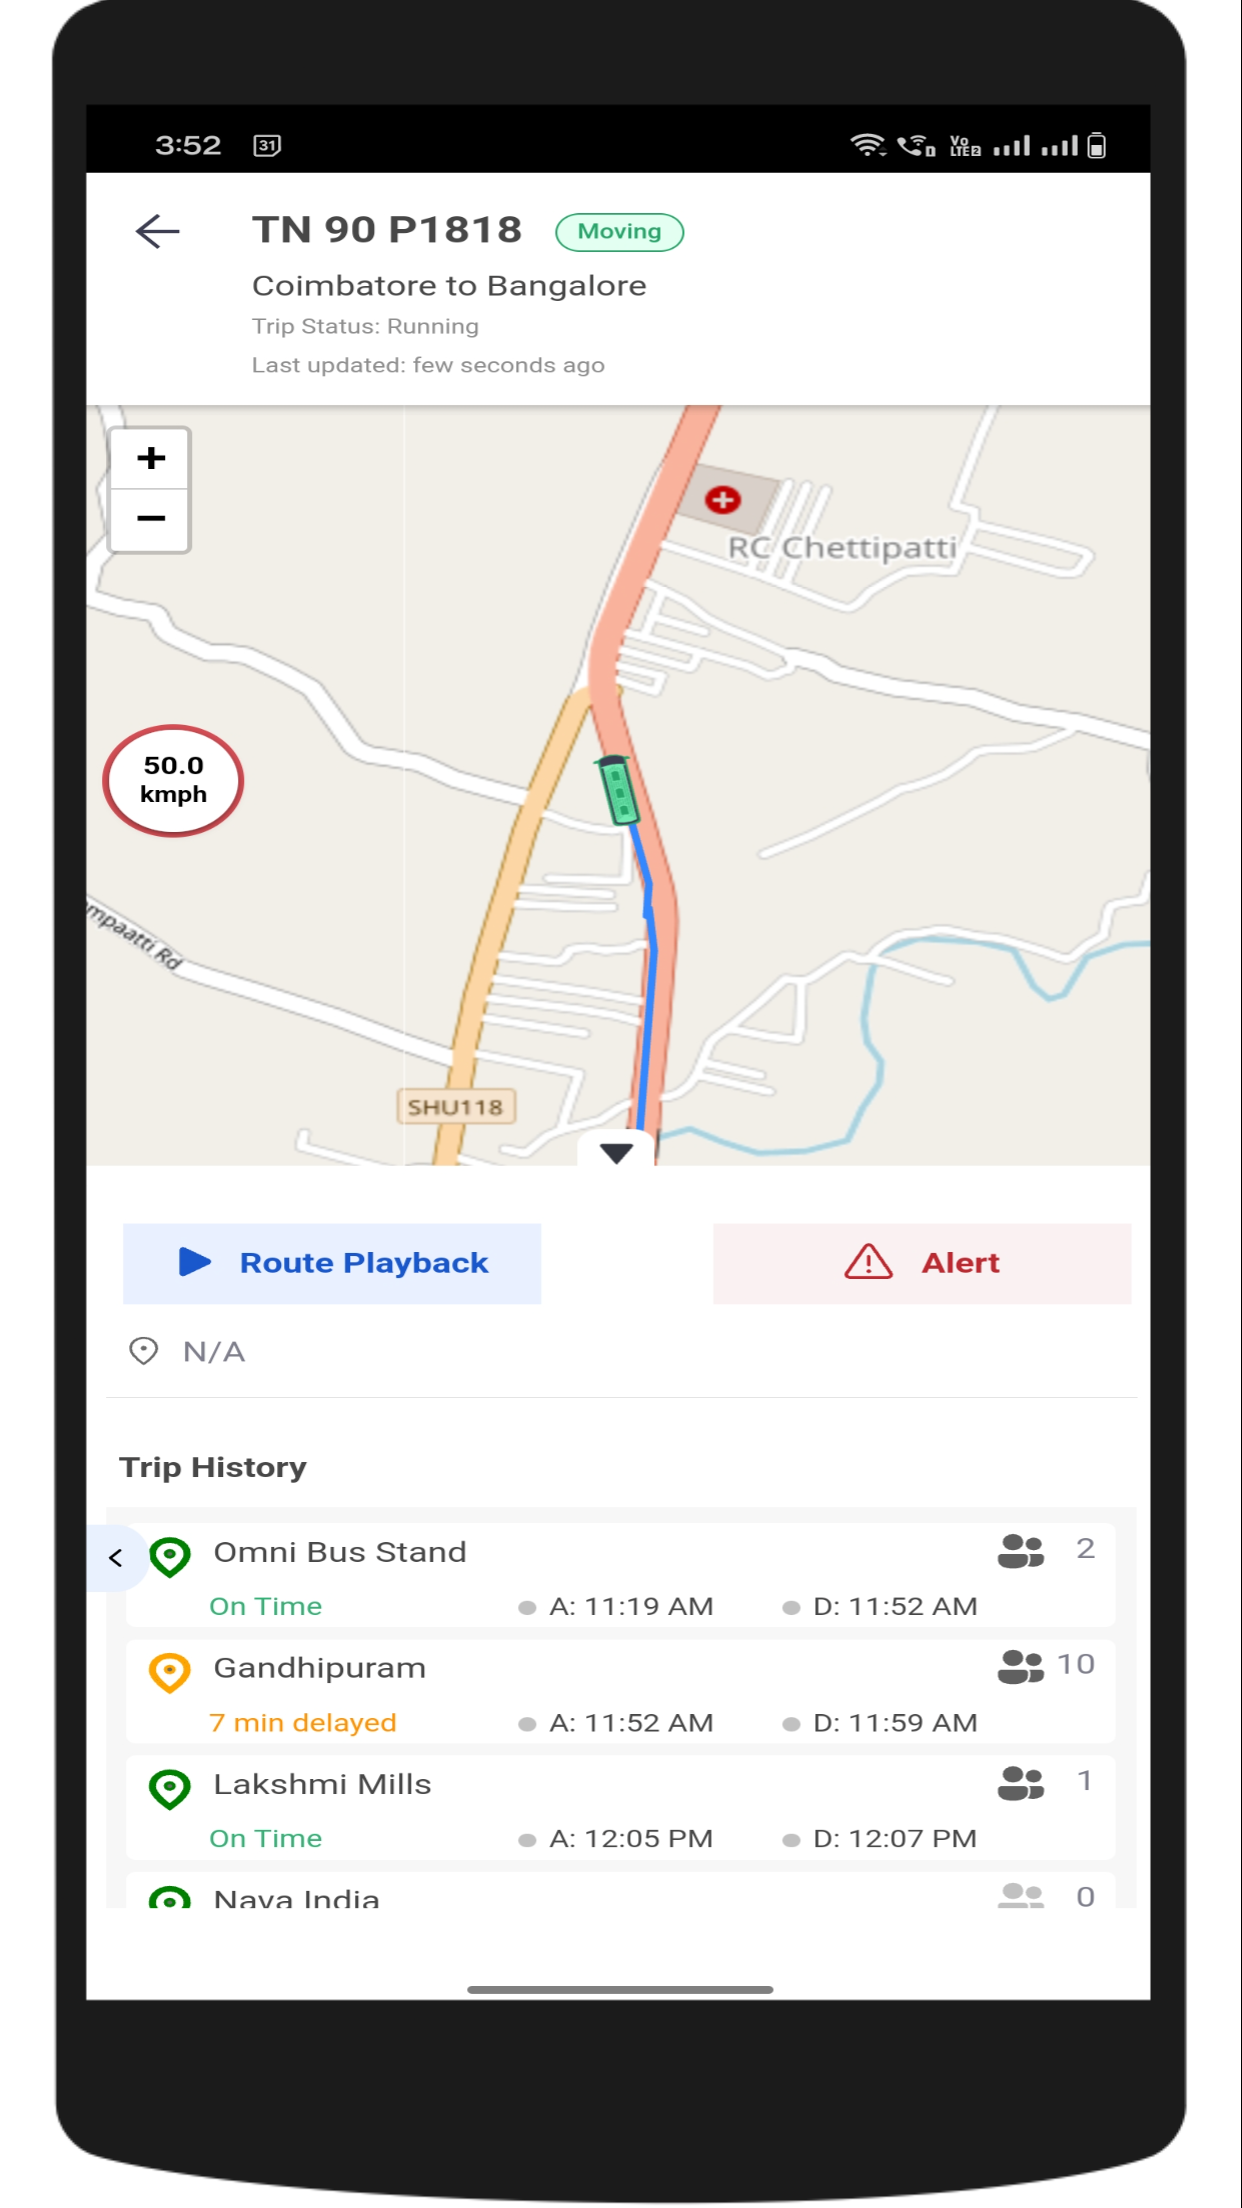 3:52 31 Vo LTE2
TN 90 P1818 Moving
Coimbatore to Bangalore
Trip Status: Running
Last updated: few seconds ago
+
−
RC Chettipatti
50.0
kmph
mpaatti Rd
SHU118
Route Playback
Alert
N/A
Trip History
< Omni Bus Stand 2
On Time A: 11:19 AM D: 11:52 AM
Gandhipuram 10
7 min delayed A: 11:52 AM D: 11:59 AM
Lakshmi Mills 1
On Time A: 12:05 PM D: 12:07 PM
Nava India 0